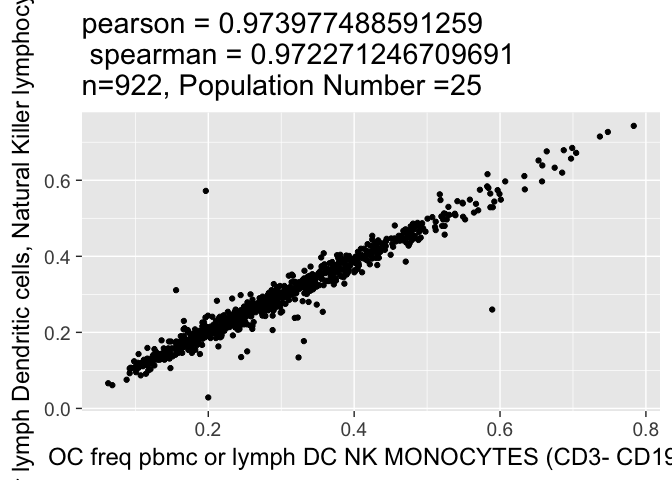 pearson = 0.973977488591259
spearman = 0.972271246709691
n=922, Population Number =25
lymph Dendritic cells, Natural Killer lymphocy
0.6
0.4
0.2
0.0
0.2
0.4
0.6
0.8
OC freq pbmc or lymph DC NK MONOCYTES (CD3- CD19